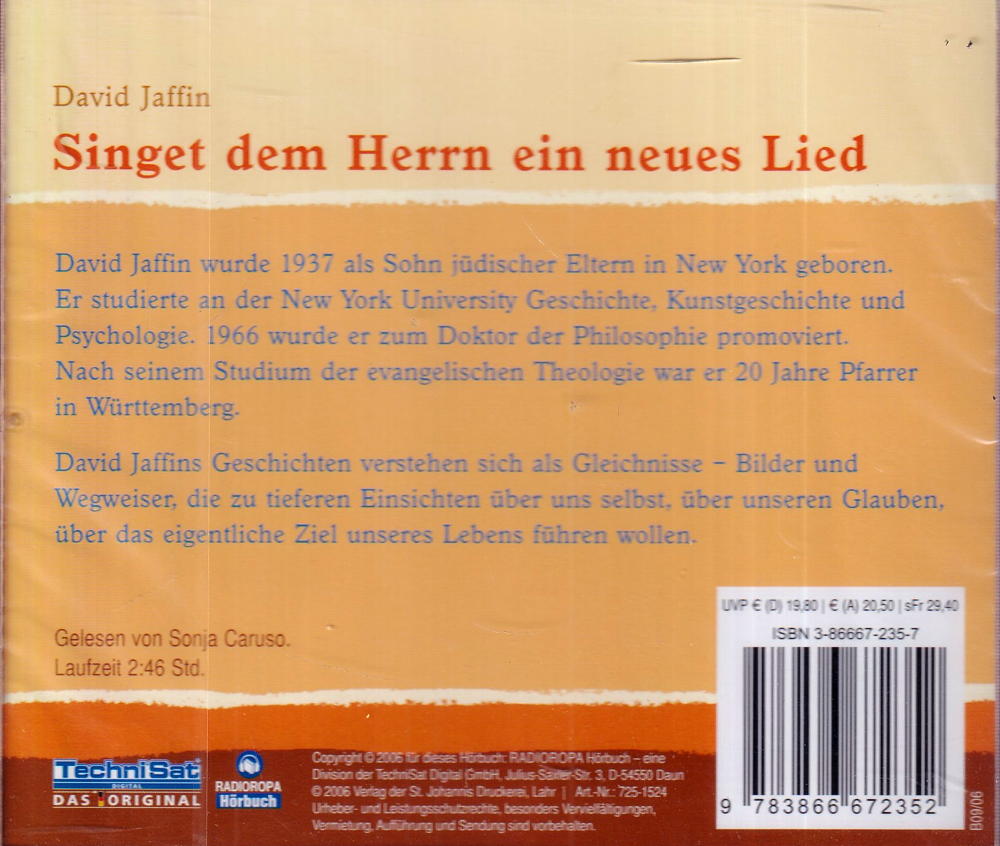 David Jaffin
Singet dem Herrn ein neues Lied
David Jaffin wurde 1937 als Sohn jüdischer Eltern in New York geboren.
Er studierte an der New York University Geschichte, Kunstgeschichte und
Psychologie. 1966 wurde er zum Doktor der Philosophie promoviert.
Nach seinem Studium der evangelischen Theologie war er 20 Jahre Pfarrer
in Württemberg.
David Jaffins Geschichten verstehen sich als Gleichnisse – Bilder und
Wegweiser, die zu tieferen Einsichten über uns selbst, über unseren Glauben,
über das eigentliche Ziel unseres Lebens führen wollen.
Gelesen von Sonja Caruso.
Laufzeit 2:46 Std.
TechniSat
DIGITAL
DAS ORIGINAL
RADIOROPA
Hörbuch
Copyright © 2006 für dieses Hörbuch: RADIOROPA Hörbuch – eine
Division der TechniSat Digital GmbH, Julius-Saxler-Str. 3, D-54550 Daun
© 2006 Verlag der St. Johannis Druckerei, Lahr | Art.-Nr.: 725-1524
Urheber- und Leistungsschutzrechte, besonders Vervielfältigungen,
Vermietung, Aufführung und Sendung sind vorbehalten.
UVP € (D) 19,80 | € (A) 20,50 | sFr 29,40
ISBN 3-86667-235-7
9 783866 672352
B09/06